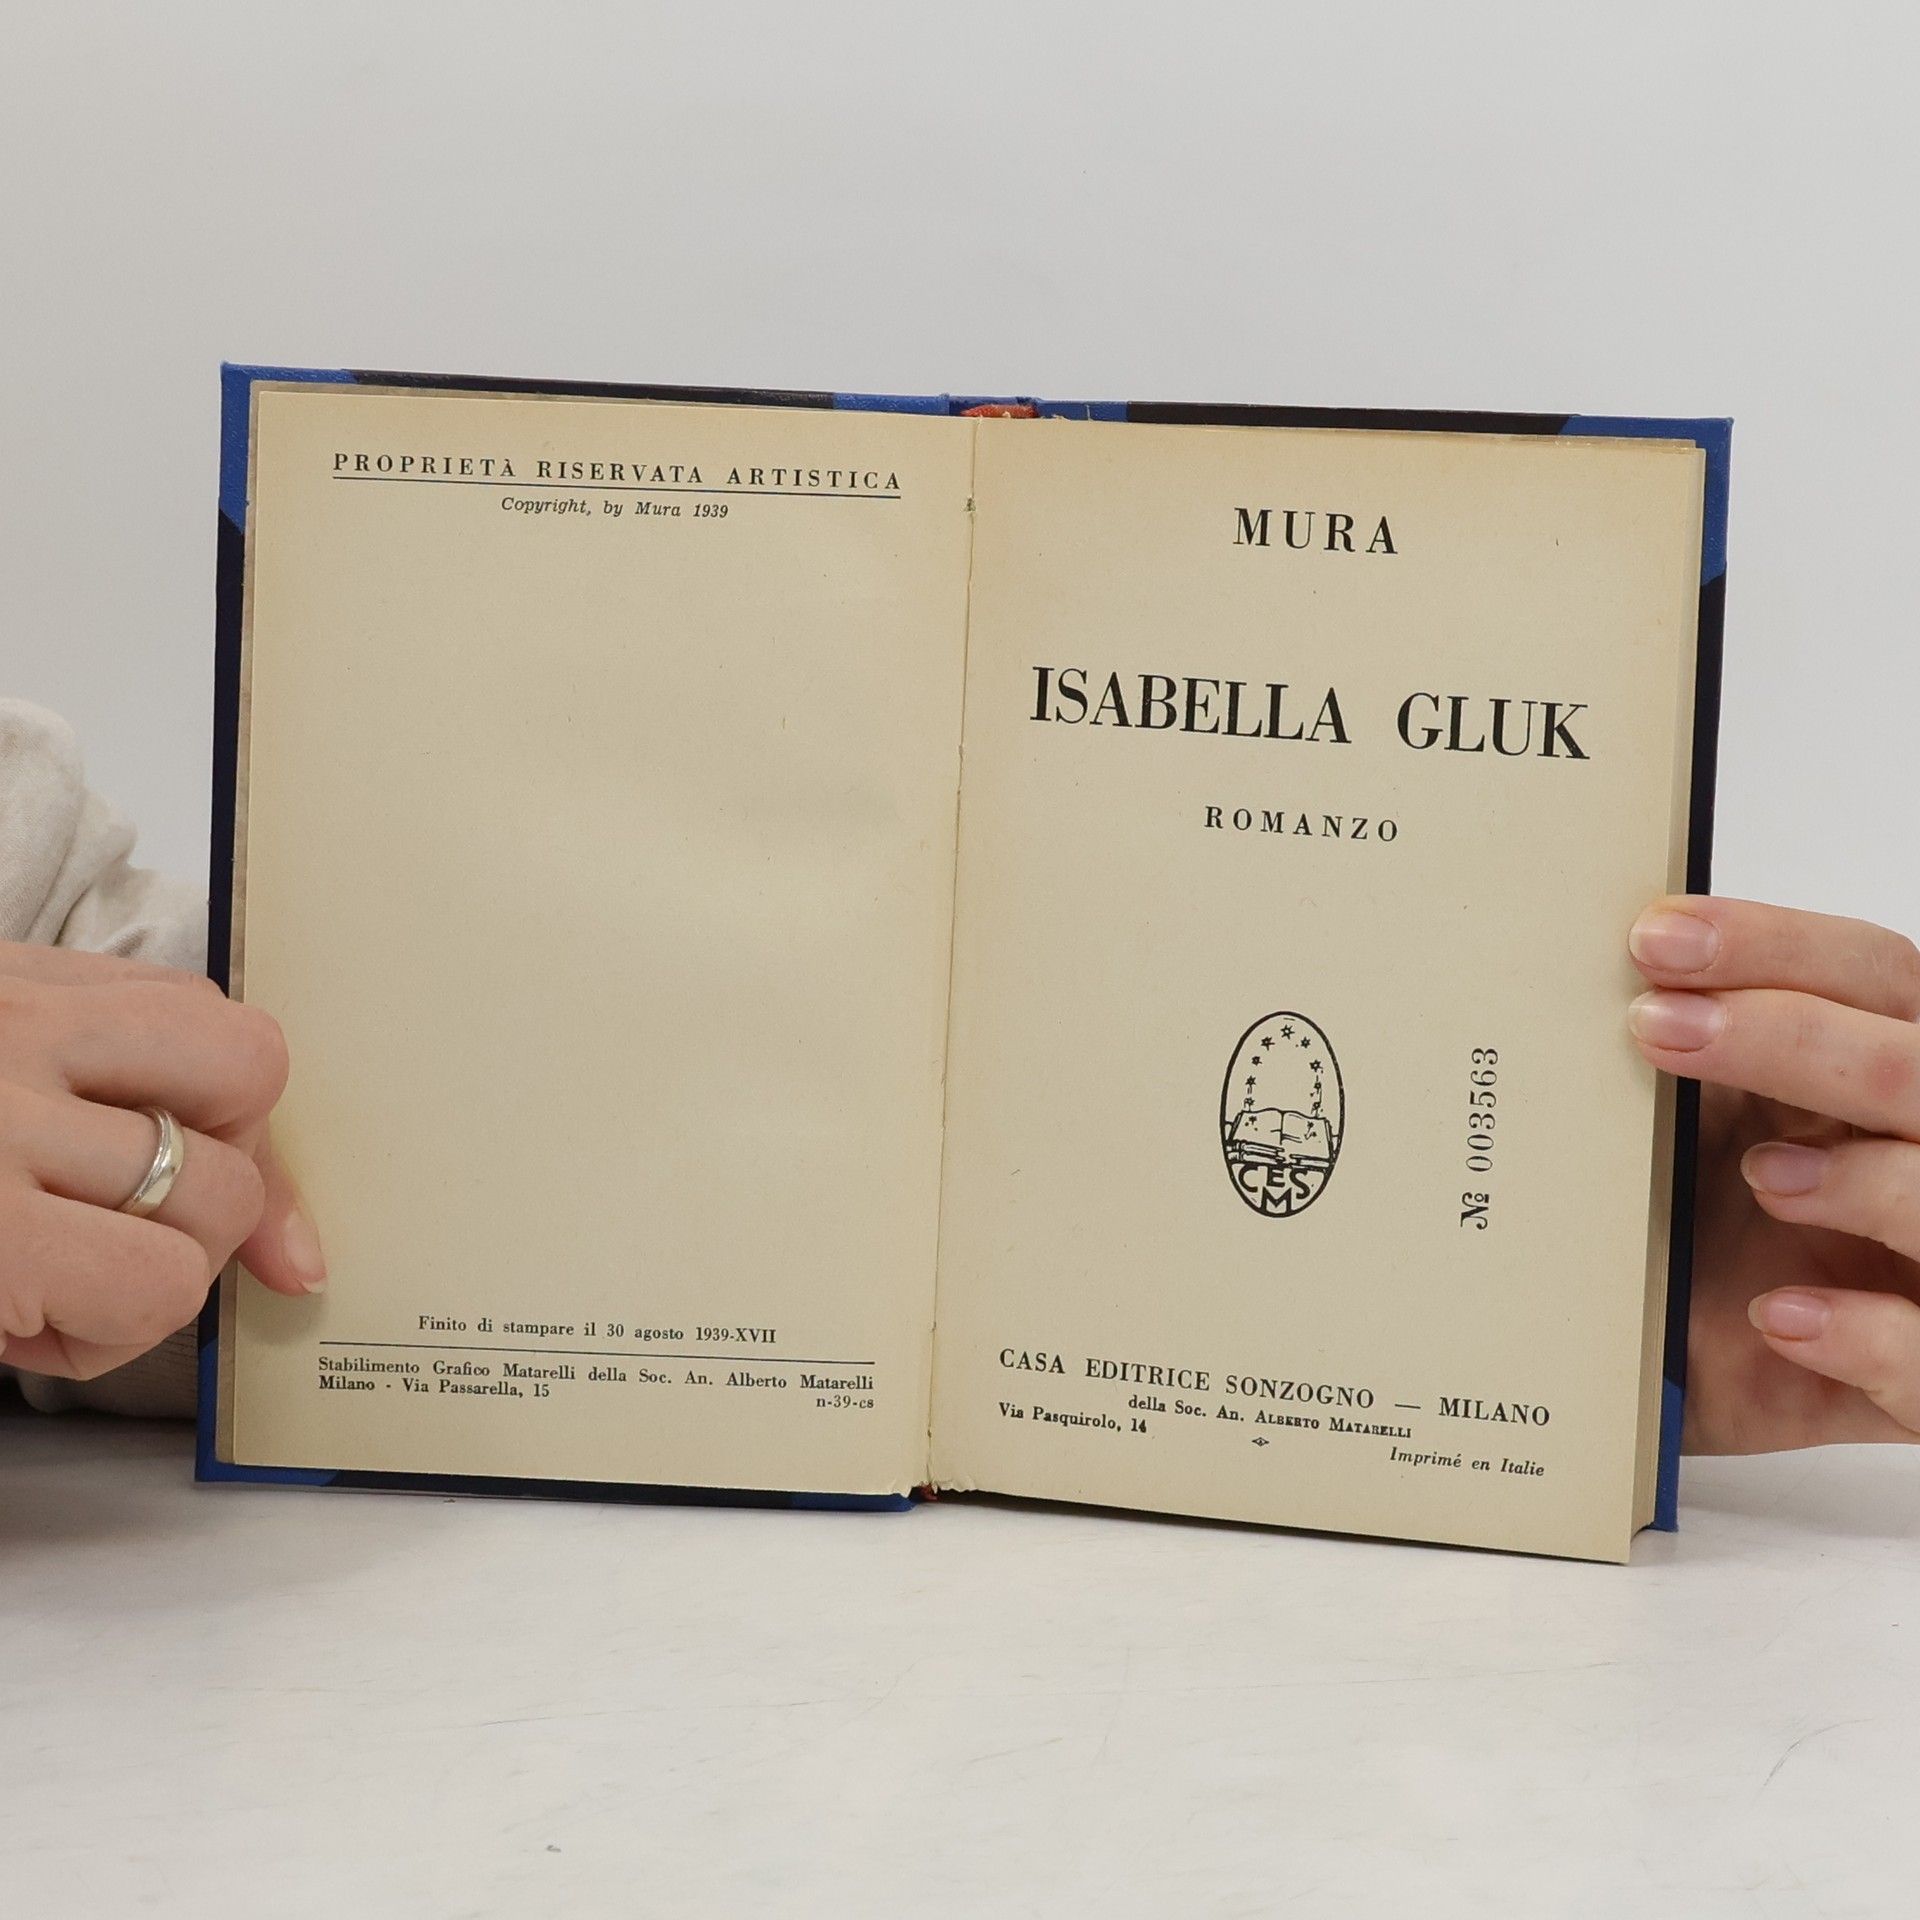 PROPRIETÀ RISERVATA ARTISTICA
Copyright, by Mura 1939
Finito di stampare il 30 agosto 1939-XVII
Stabilimento Grafico Matarelli della Soc. An. Alberto Matarelli
Milano - Via Passarella, 15
n-39-cs
MURA
ISABELLA GLUK
ROMANZO
CESM
№ 003563
CASA EDITRICE SONZOGNO — MILANO
della Soc. An. ALBERTO MATARELLI
Via Pasquirolo, 14
Imprimé en Italie